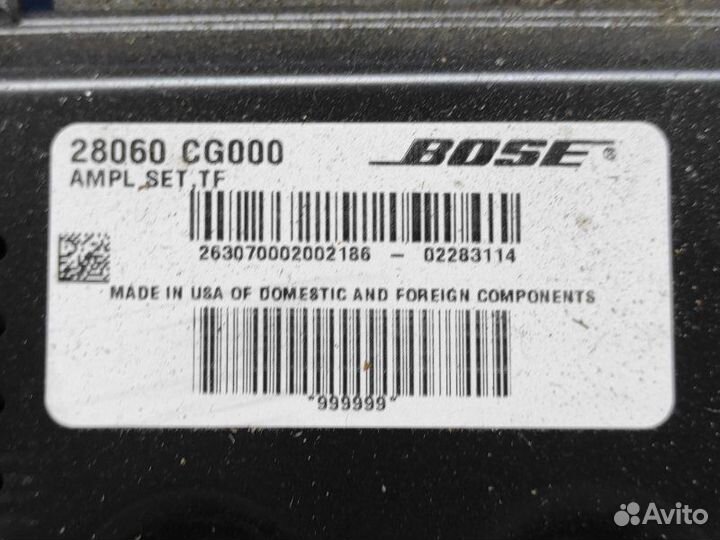 28060 CG000
BOSE
AMPL,SET,TF
263070002002186 - 02283114
MADE IN USA OF DOMESTIC AND FOREIGN COMPONENTS
"999999"
Avito